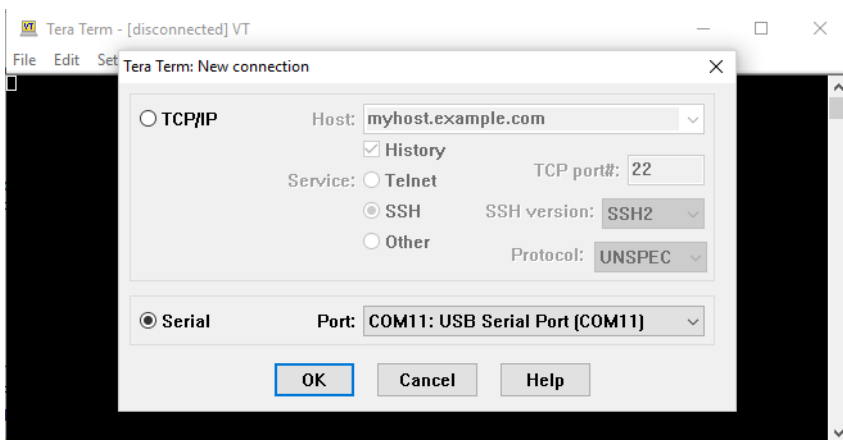 VT Tera Term - [disconnected] VT
File Edit Set
Tera Term: New connection
TCP/IP Host: myhost.example.com
History
Service: Telnet TCP port#: 22
SSH SSH version: SSH2
Other Protocol: UNSPEC
Serial Port: COM11: USB Serial Port (COM11)
OK Cancel Help